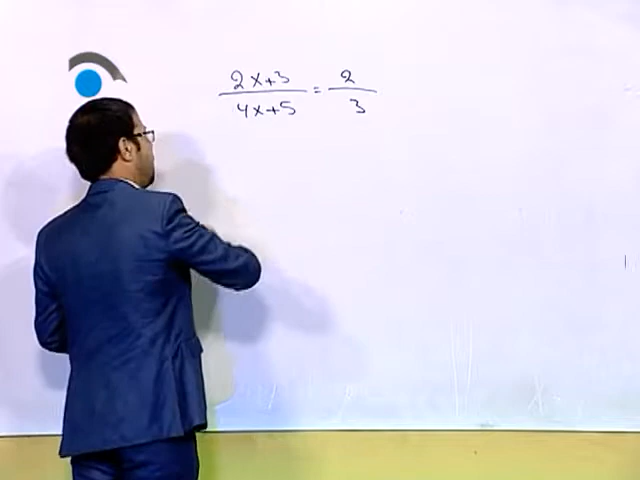 2x+3 / 4x+5 = 2 / 3